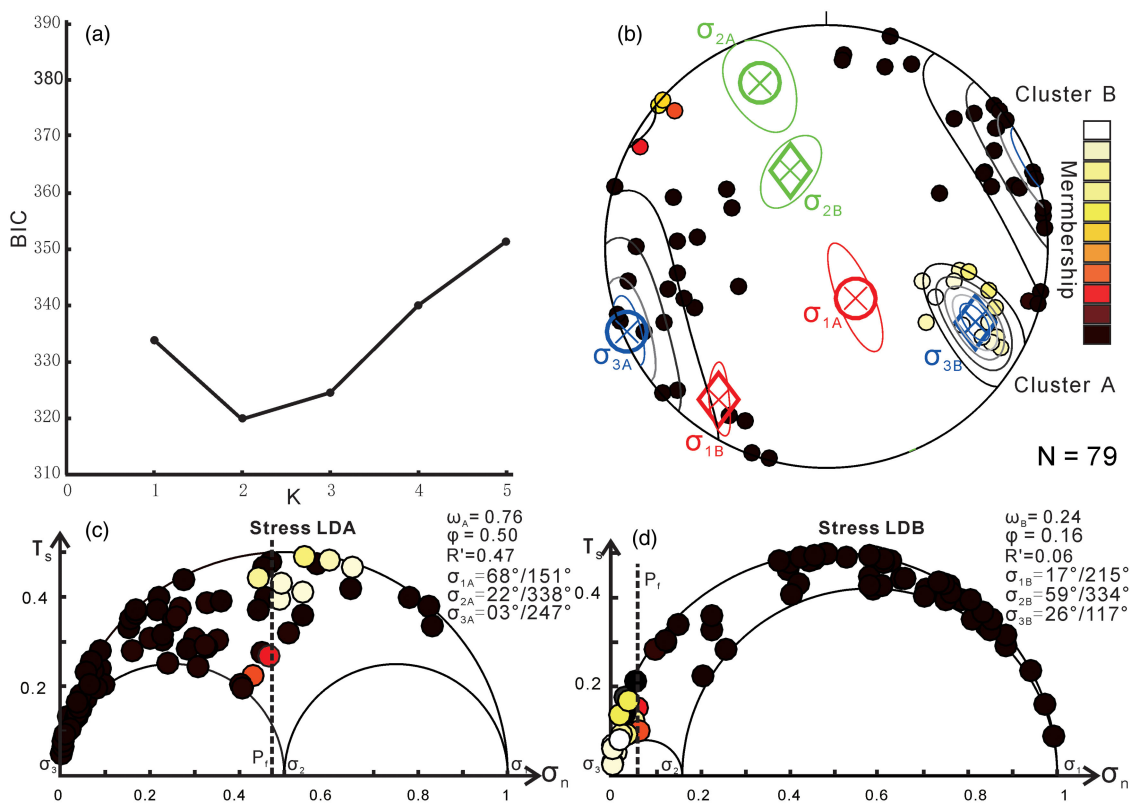 (a)
390
380
370
360
350
340
330
320
310
BIC
0
1
2
3
4
5
K
(b)
σ2A
σ2B
σ1A
σ3A
σ1B
σ3B
Cluster B
Mermbership
Cluster A
N = 79
(c)
Stress LDA
ωA= 0.76
φ = 0.50
R'=0.47
σ1A=68°/151°
σ2A=22°/338°
σ3A=03°/247°
Ts
0.4
0.2
0
Pf
σ3
σ2
σ
σn
0
0.2
0.4
0.6
0.8
1
(d)
Stress LDB
ωB= 0.24
φ = 0.16
R'=0.06
σ1B=17°/215°
σ2B=59°/334°
σ3B=26°/117°
Ts
Pf
0.4
0.2
0
σ3
σ2
σ1
σn
0
0.2
0.4
0.6
0.8
1